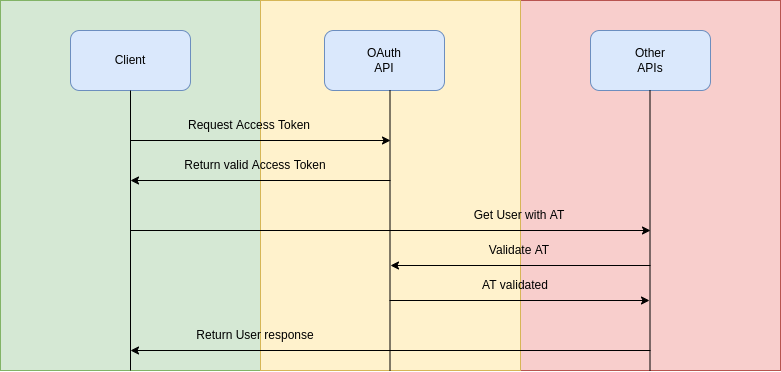 Client
OAuth
API
Other
APIs
Request Access Token
Return valid Access Token
Get User with AT
Validate AT
AT validated
Return User response